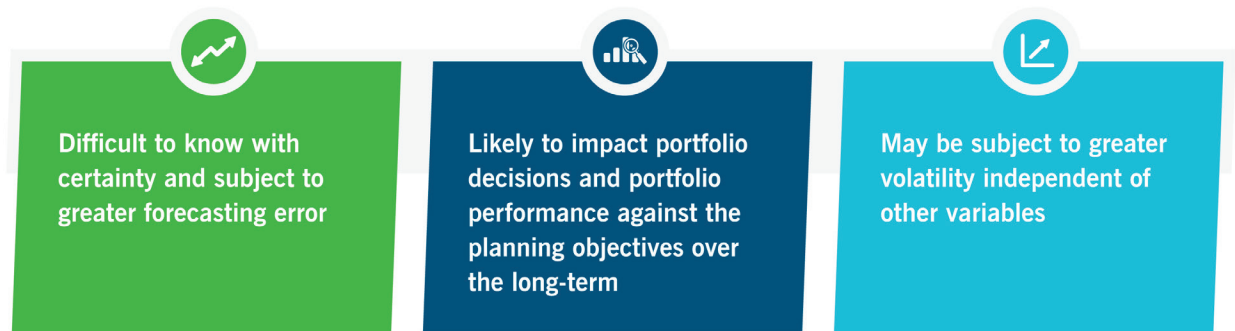 Difficult to know with
certainty and subject to
greater forecasting error
Likely to impact portfolio
decisions and portfolio
performance against the
planning objectives over
the long-term
May be subject to greater
volatility independent of
other variables